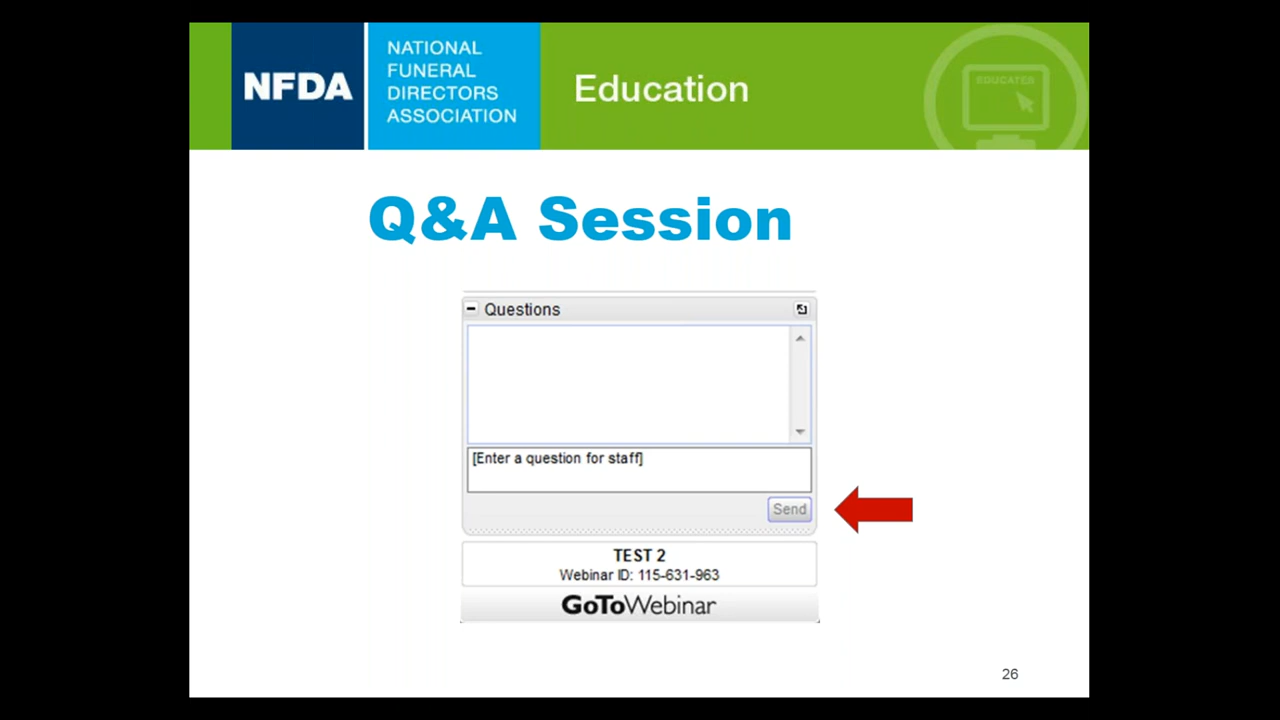 NFDA
NATIONAL
FUNERAL
DIRECTORS
ASSOCIATION
Education
EDUCATES
Q&A Session
Questions
[Enter a question for staff]
Send
TEST 2
Webinar ID: 115-631-963
GoToWebinar
26